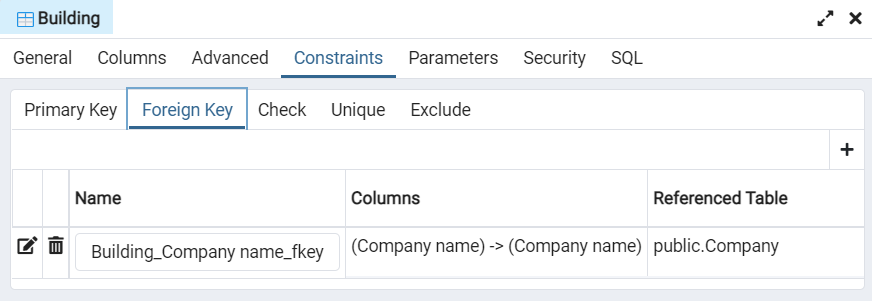 Building
General Columns Advanced Constraints Parameters Security SQL
Primary Key Foreign Key Check Unique Exclude
Name Columns Referenced Table
Building_Company name_fkey (Company name) -> (Company name) public.Company